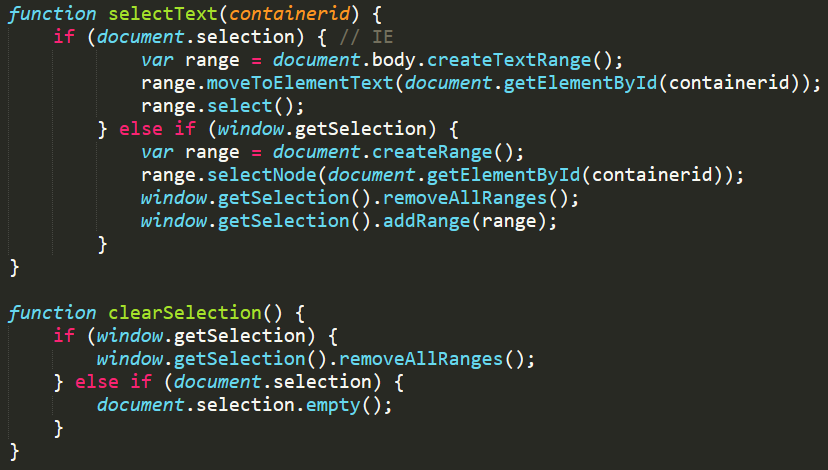 function selectText(containerid) {
    if (document.selection) { // IE
            var range = document.body.createTextRange();
            range.moveToElementText(document.getElementById(containerid));
            range.select();
        } else if (window.getSelection) {
            var range = document.createRange();
            range.selectNode(document.getElementById(containerid));
            window.getSelection().removeAllRanges();
            window.getSelection().addRange(range);
        }
}

function clearSelection() {
    if (window.getSelection) {
        window.getSelection().removeAllRanges();
    } else if (document.selection) {
        document.selection.empty();
    }
}